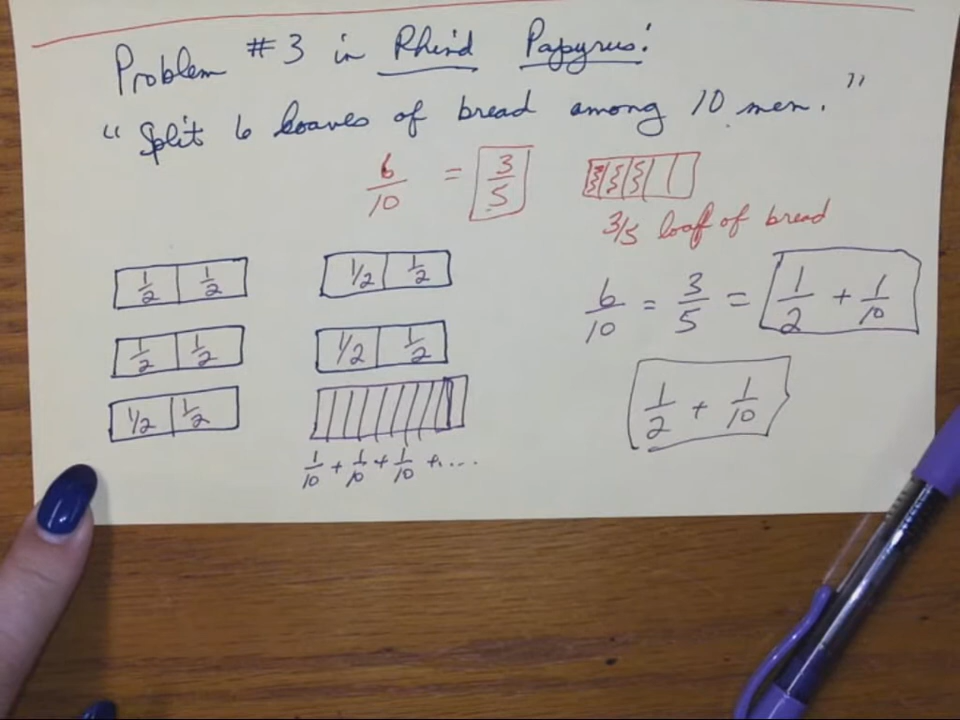 Problem #3 in Rhind Papyrus:
"Split 6 loaves of bread among 10 men."
6/10 = 3/5
3/5 loaf of bread
1/2 1/2
1/2 1/2
6/10 = 3/5 = 1/2 + 1/10
1/2 1/2
1/2 1/2
1/2 1/2
1/2 + 1/10
1/10 + 1/10 + 1/10 + ....